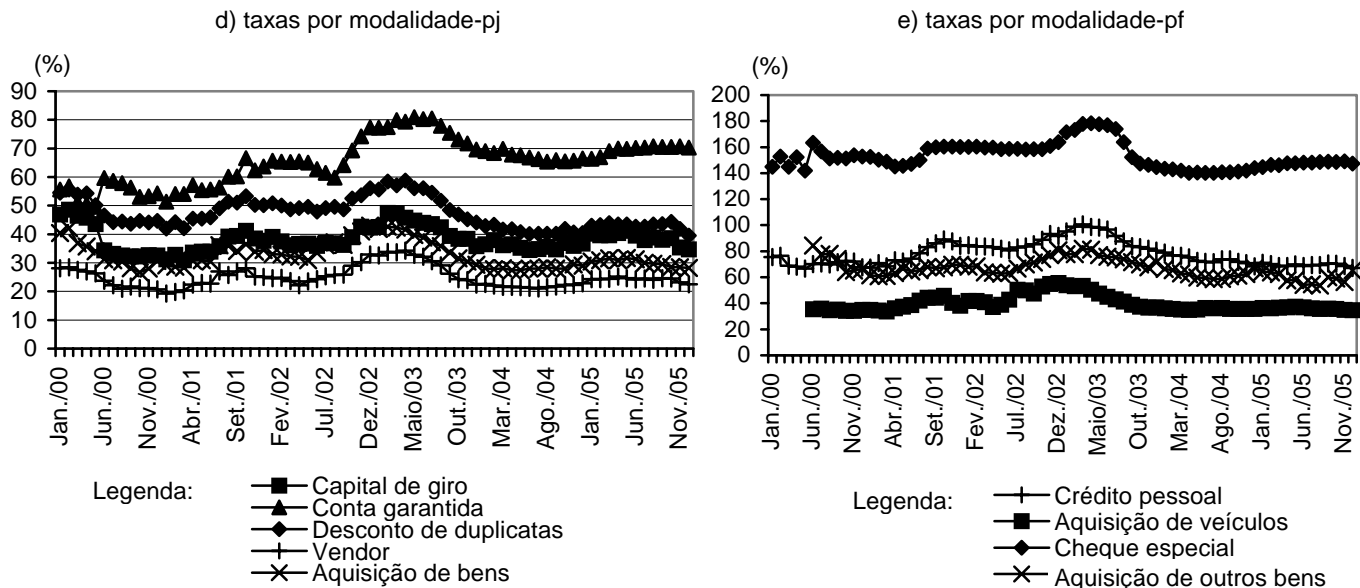 d) taxas por modalidade-pj
(%)
90
80
70
60
50
40
30
20
10
0
Jan./00
Jun./00
Nov./00
Abr./01
Set./01
Fev./02
Jul./02
Dez./02
Maio/03
Out./03
Mar./04
Ago./04
Jan./05
Jun./05
Nov./05
Legenda:
Capital de giro
Conta garantida
Desconto de duplicatas
Vendor
Aquisição de bens
e) taxas por modalidade-pf
(%)
200
180
160
140
120
100
80
60
40
20
0
Jan./00
Jun./00
Nov./00
Abr./01
Set./01
Fev./02
Jul./02
Dez./02
Maio/03
Out./03
Mar./04
Ago./04
Jan./05
Jun./05
Nov./05
Legenda:
Crédito pessoal
Aquisição de veículos
Cheque especial
Aquisição de outros bens